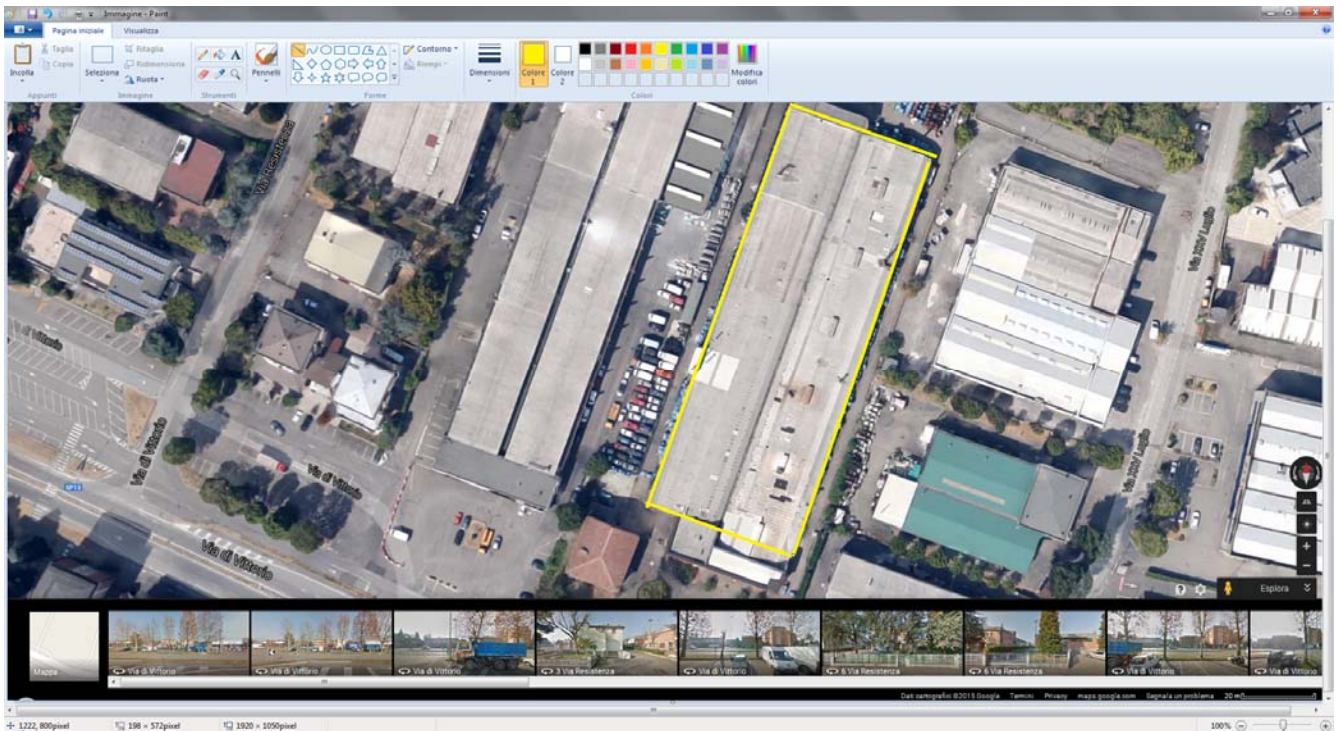 Immagine - Paint
Pagina iniziale Visualizza
Incolla
Taglia
Copia
Appunti
Seleziona
Ritaglia
Ridimensiona
Ruota
Immagine
Strumenti
Pennelli
Forme
Contorno
Riempi
Dimensioni
Colore 1
Colore 2
Modifica colori
Colori
Via Resistenza
Via XXIV Luglio
Via di Vittorio
Via di Vittorio
Via di Vittorio
Via XXIV Luglio
Via di Vittorio
Esplora
Mappa
Via di Vittorio
Via di Vittorio
Via di Vittorio
3 Via Resistenza
Via di Vittorio
6 Via Resistenza
6 Via Resistenza
Via di Vittorio
Via di Vittorio
Dati cartografici ©2015 Google Termini Privacy maps.google.com Segnala un problema 20 m
1222, 800pixel 198 × 572pixel 1920 × 1050pixel 100%